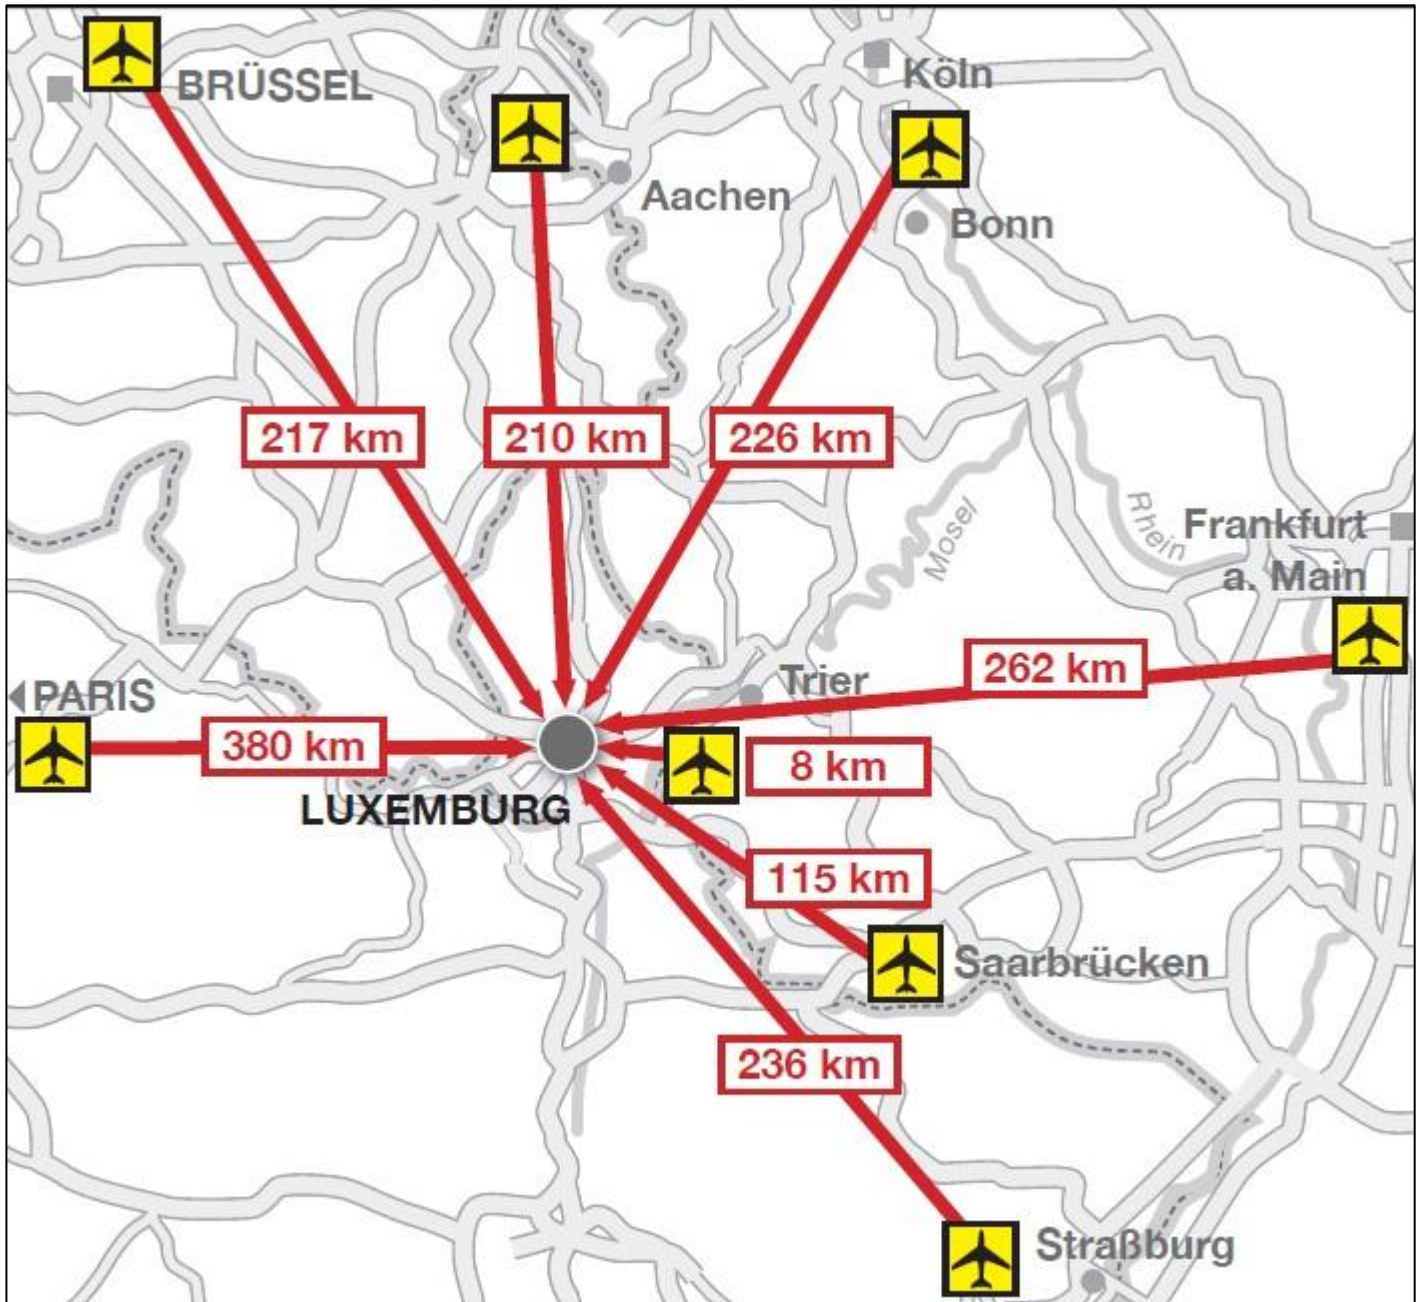 BRÜSSEL
Köln
Aachen
Bonn
217 km
210 km
226 km
Mosel
Rhein
Frankfurt
a. Main
262 km
Trier
PARIS
380 km
8 km
LUXEMBURG
115 km
Saarbrücken
236 km
Straßburg